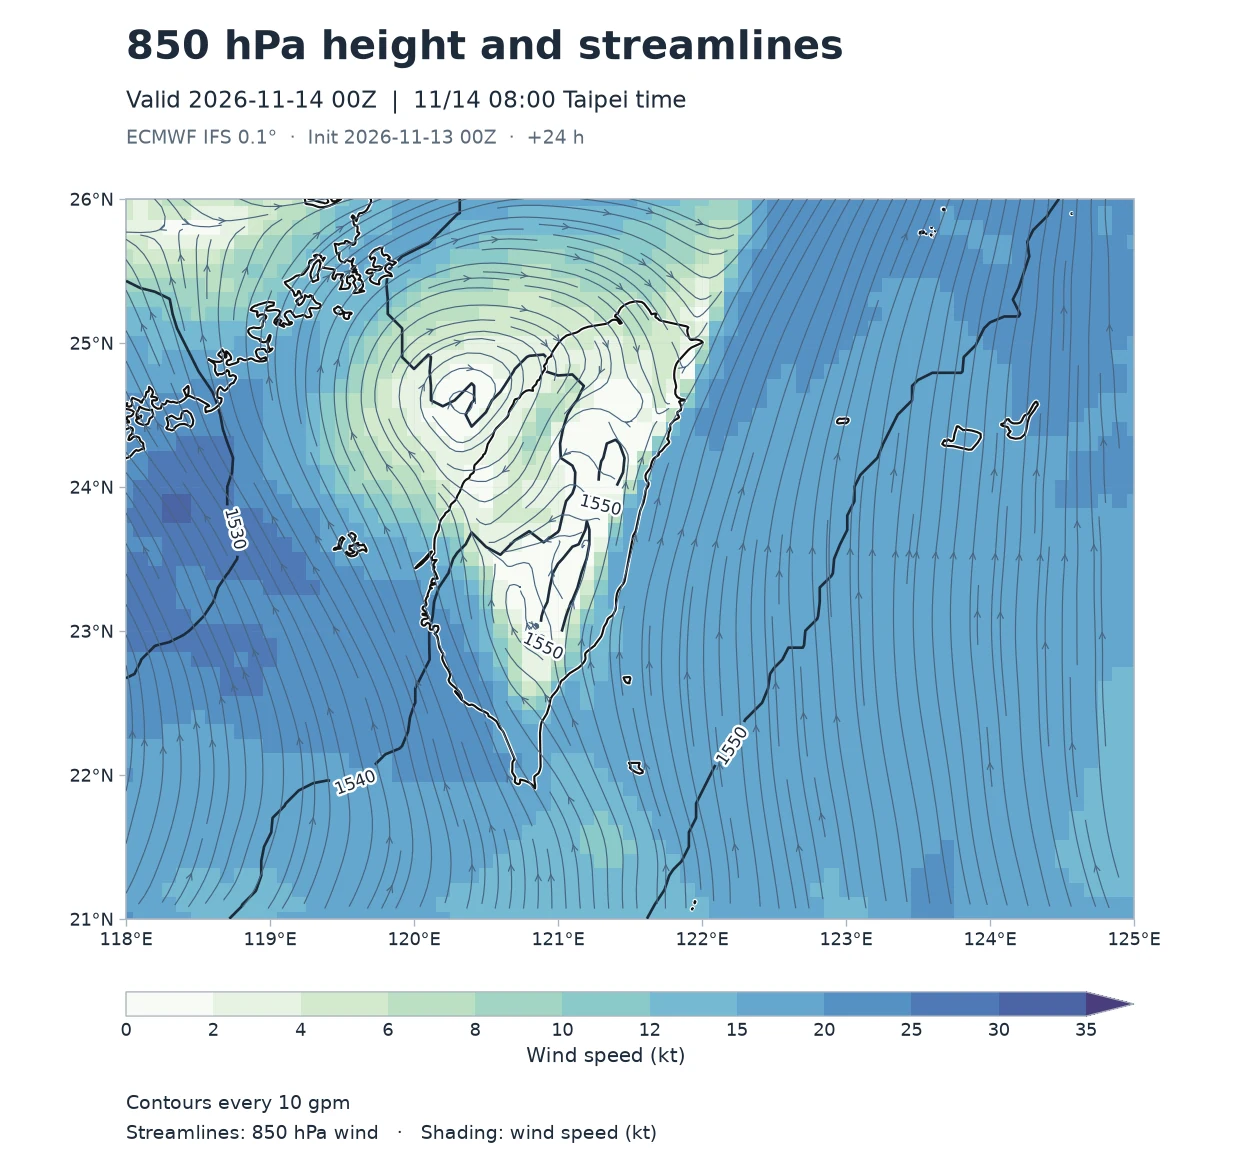 850 hPa height and streamlines
Valid 2026-11-14 00Z | 11/14 08:00 Taipei time
ECMWF IFS 0.1° · Init 2026-11-13 00Z · +24 h
26°N
25°N
24°N
23°N
22°N
21°N
1530
1550
1550
1550
1540
118°E 119°E 120°E 121°E 122°E 123°E 124°E 125°E
0 2 4 6 8 10 12 15 20 25 30 35
Wind speed (kt)
Contours every 10 gpm
Streamlines: 850 hPa wind · Shading: wind speed (kt)